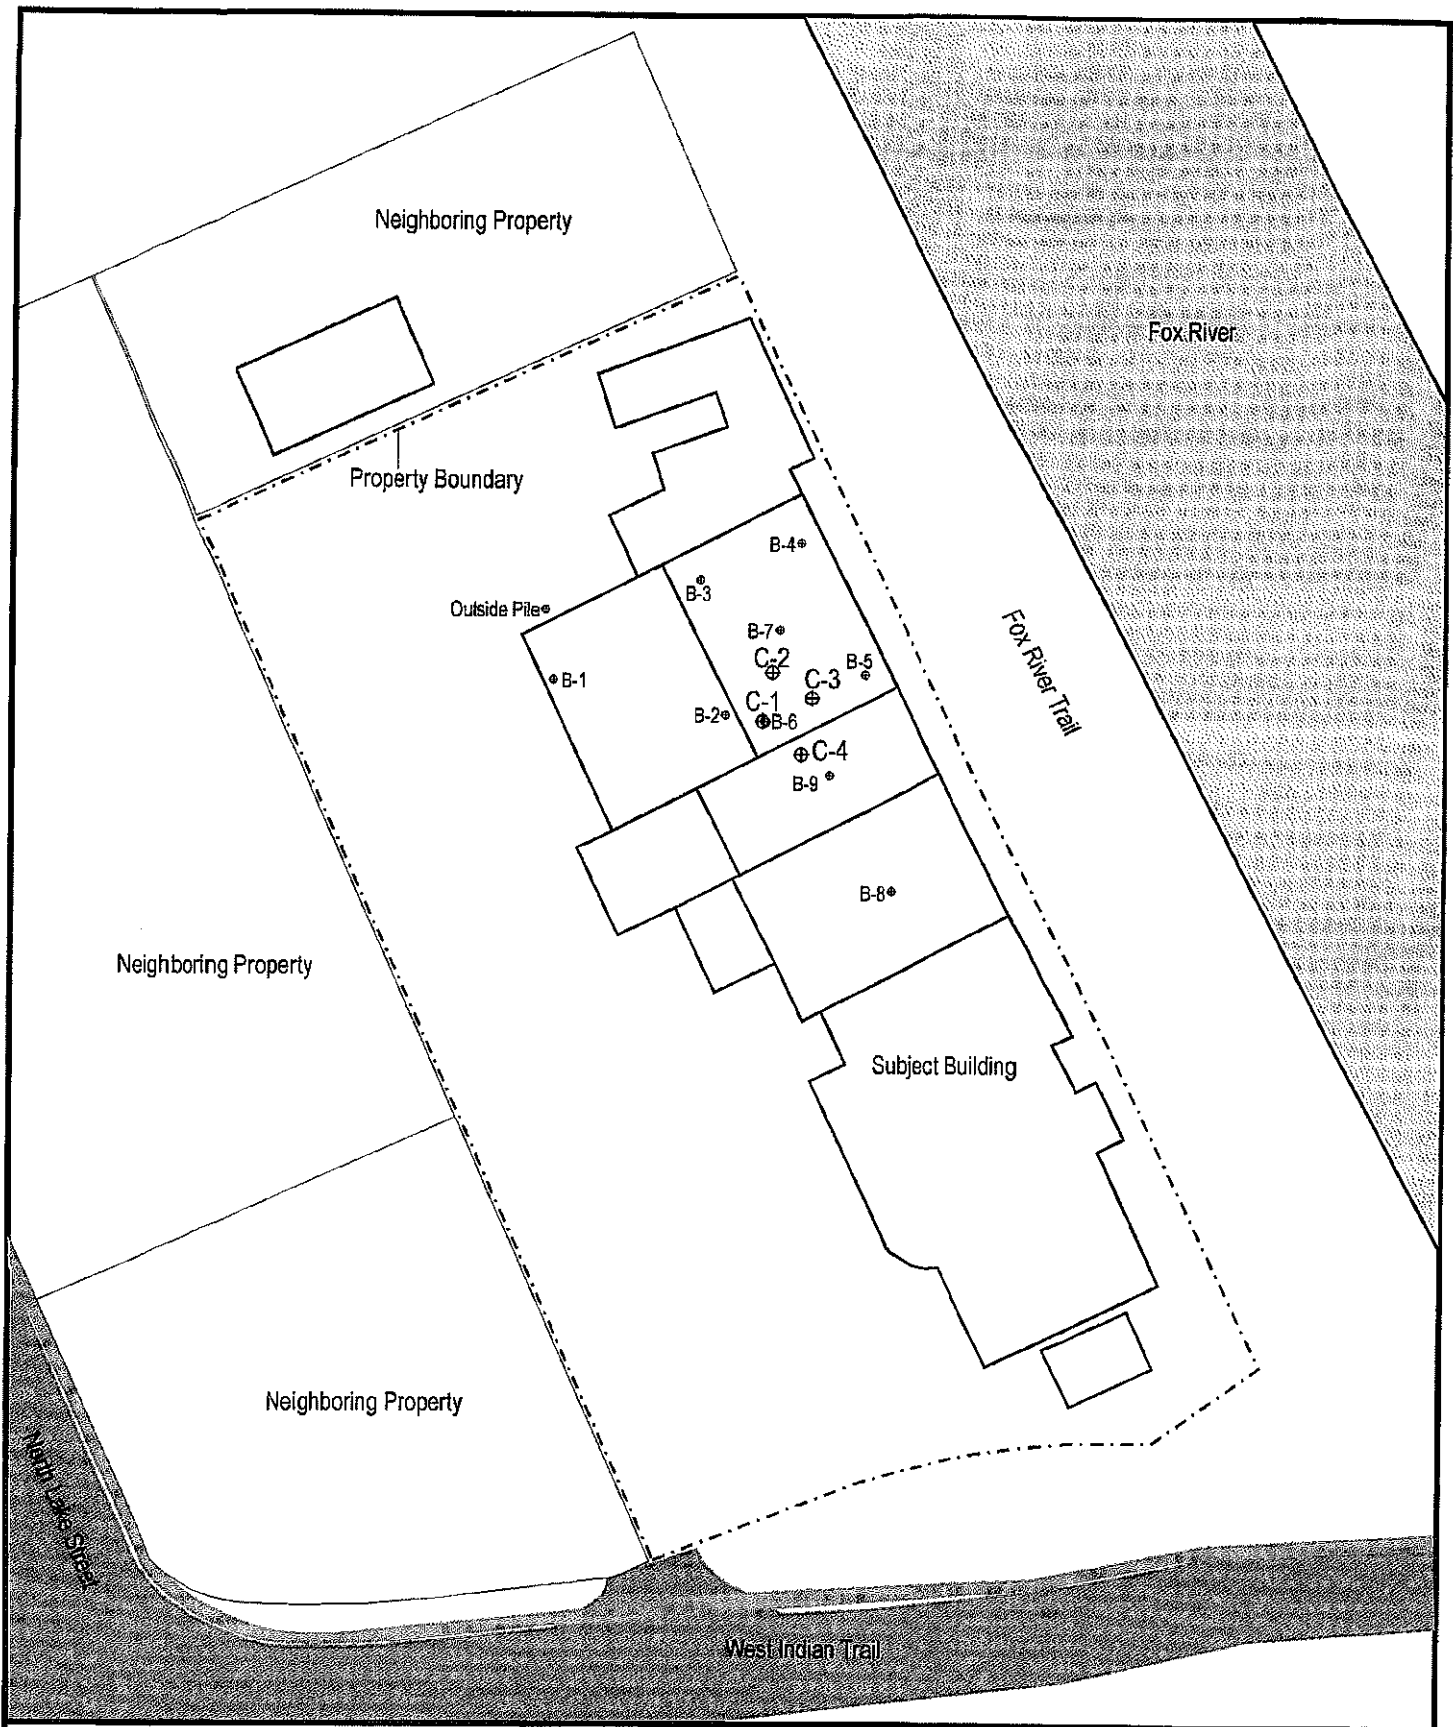 Neighboring Property
Fox River
Property Boundary
B-4
B-3
Outside Pile
B-7
C-2
B-5
B-1
C-3
C-1
B-2
B-6
C-4
B-9
Fox River Trail
B-8
Neighboring Property
Subject Building
Neighboring Property
North Lake Street
West Indian Trail